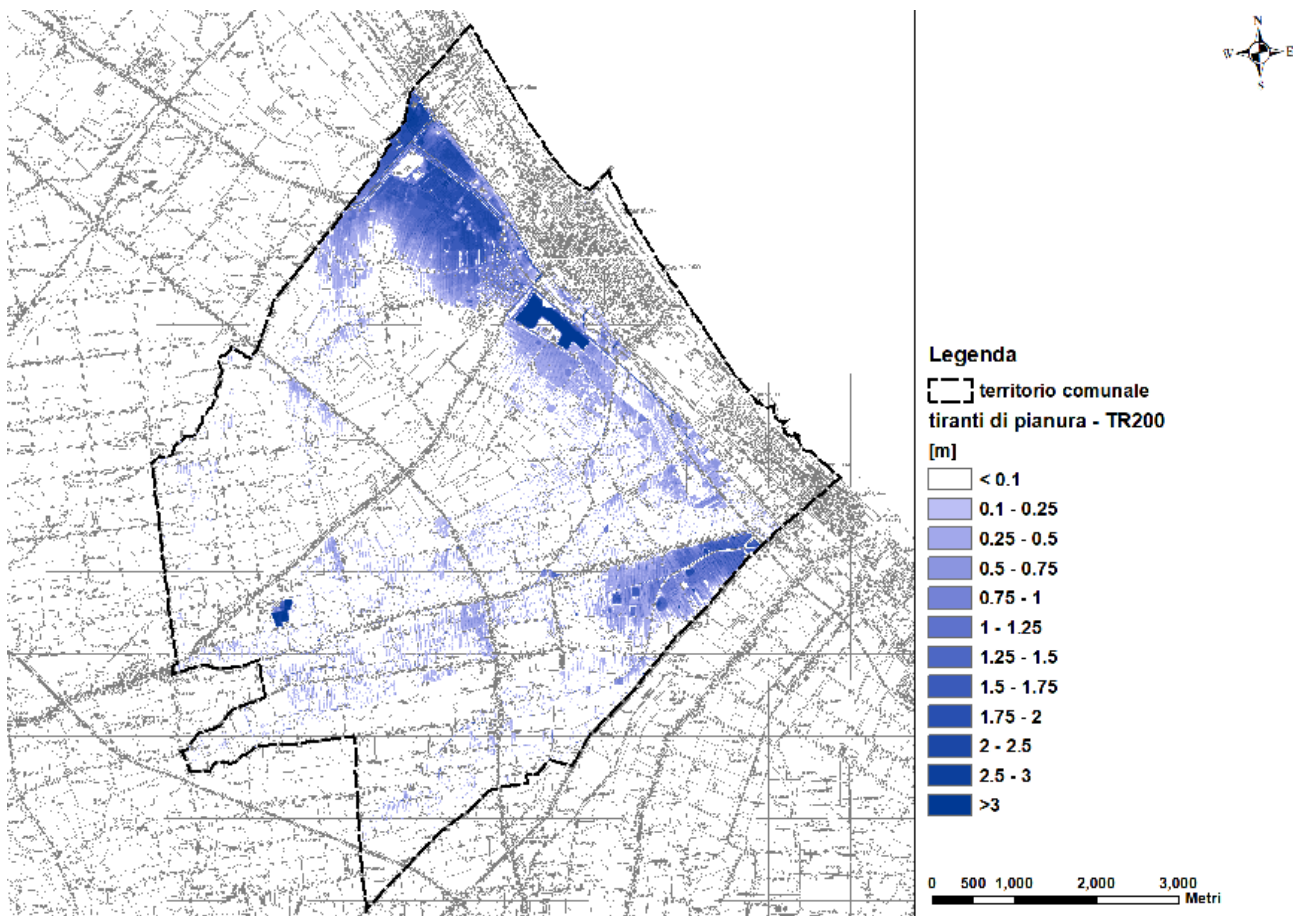 N
W E
S
Legenda
territorio comunale
tiranti di pianura - TR200
[m]
< 0.1
0.1 - 0.25
0.25 - 0.5
0.5 - 0.75
0.75 - 1
1 - 1.25
1.25 - 1.5
1.5 - 1.75
1.75 - 2
2 - 2.5
2.5 - 3
>3
0 500 1,000 2,000 3,000
Metri